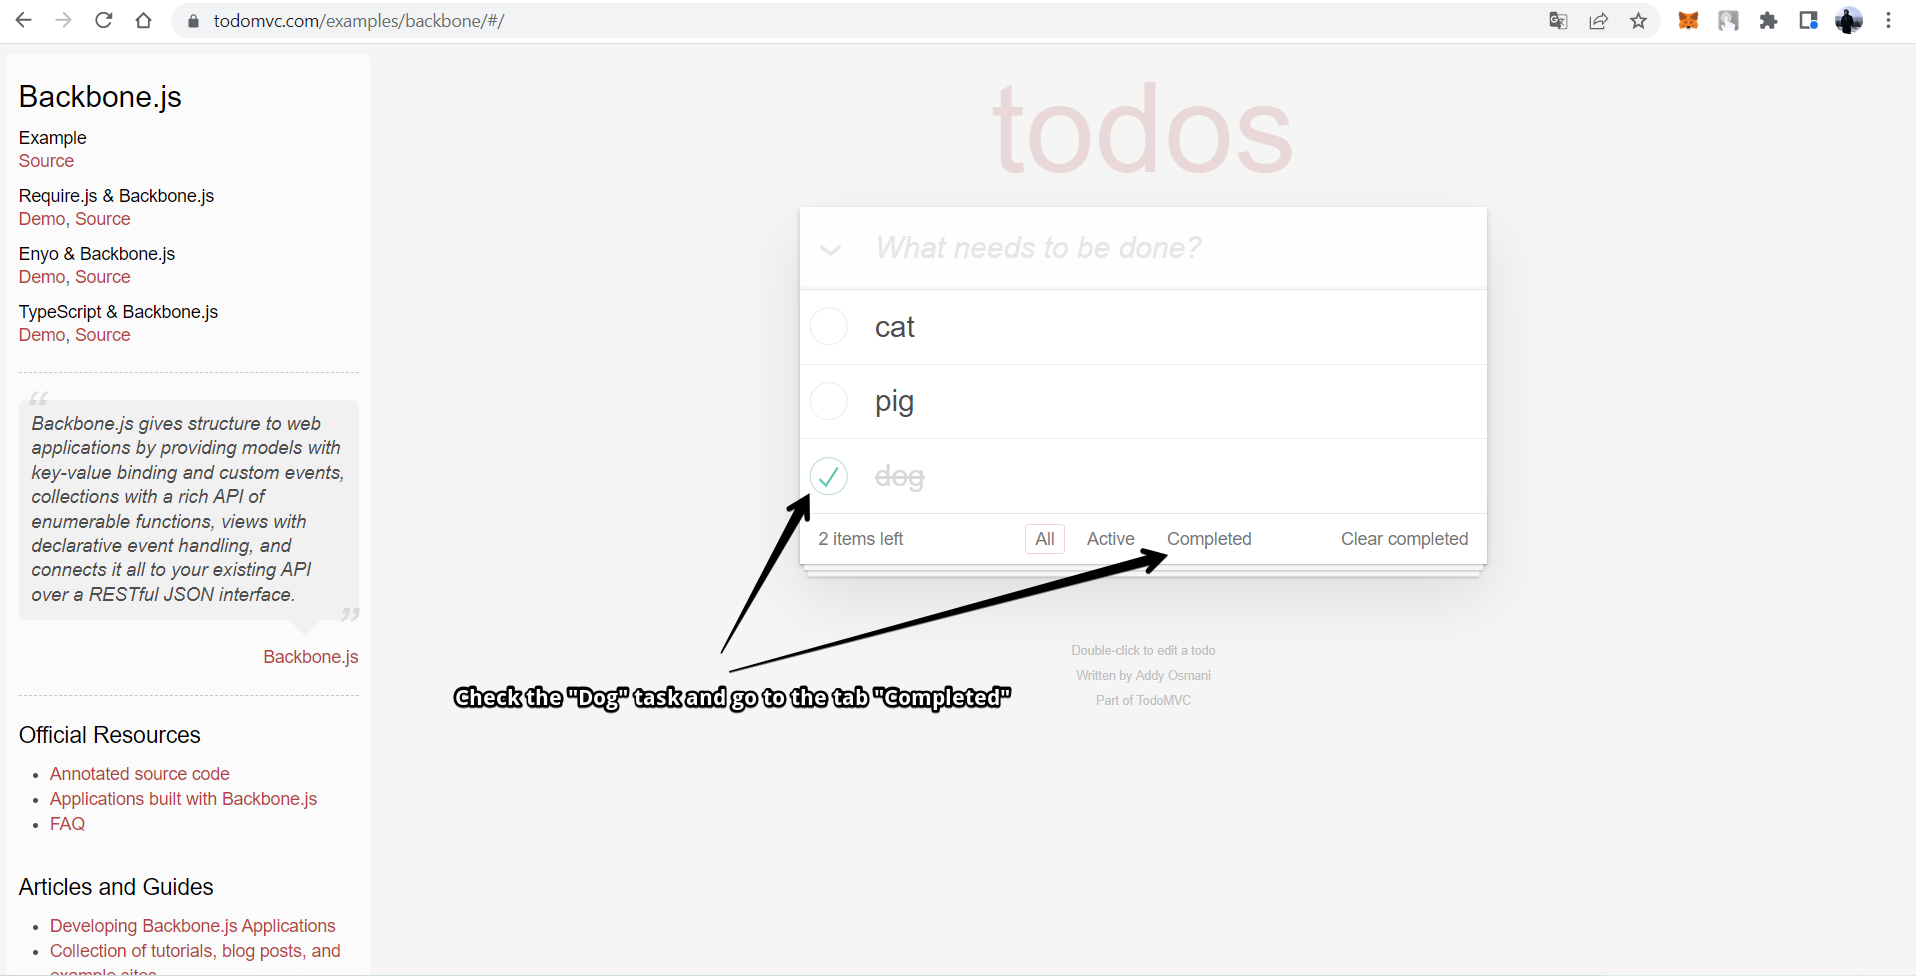 todomvc.com/examples/backbone/#/
Backbone.js
Example
Source
Require.js & Backbone.js
Demo, Source
Enyo & Backbone.js
Demo, Source
TypeScript & Backbone.js
Demo, Source
“
Backbone.js gives structure to web
applications by providing models with
key-value binding and custom events,
collections with a rich API of
enumerable functions, views with
declarative event handling, and
connects it all to your existing API
over a RESTful JSON interface.
”
Backbone.js
Official Resources
• Annotated source code
• Applications built with Backbone.js
• FAQ
Articles and Guides
• Developing Backbone.js Applications
• Collection of tutorials, blog posts, and
example sites
todos
What needs to be done?
cat
pig
dog
2 items left All Active Completed Clear completed
Check the "Dog" task and go to the tab "Completed"
Double-click to edit a todo
Written by Addy Osmani
Part of TodoMVC